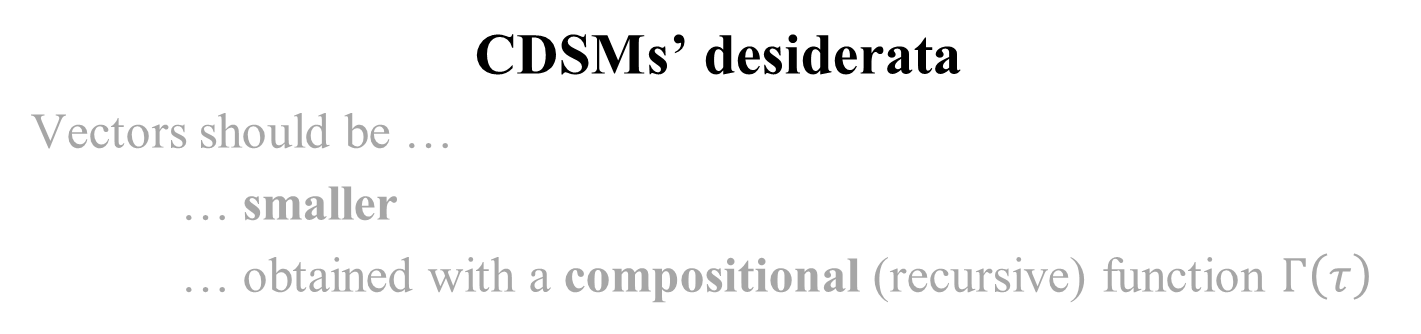 CDSMs’ desiderata
Vectors should be …
… smaller
… obtained with a compositional (recursive) function Γ(τ)